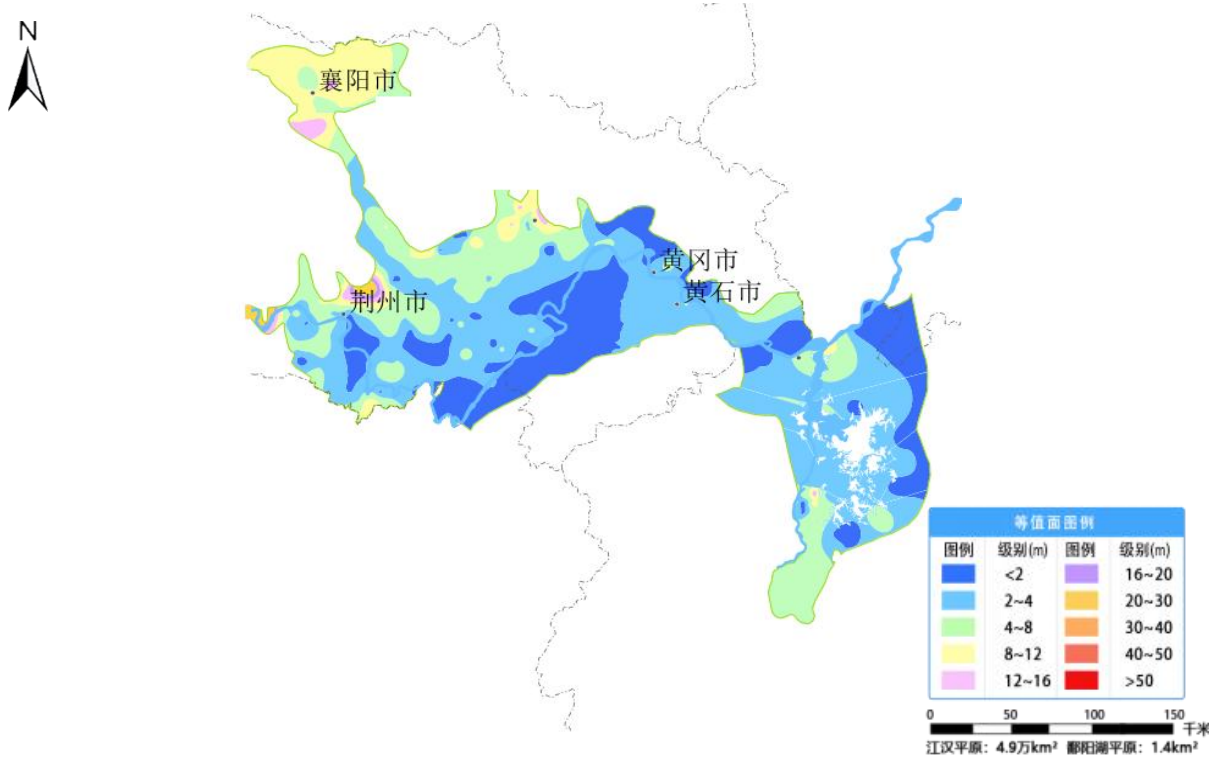 N
襄阳市
黄冈市
黄石市
荆州市
等值面图例
图例 级别(m) 图例 级别(m)
<2 16~20
2~4 20~30
4~8 30~40
8~12 40~50
12~16 >50
0 50 100 150
千米
江汉平原：4.9万km² 鄱阳湖平原：1.4km²